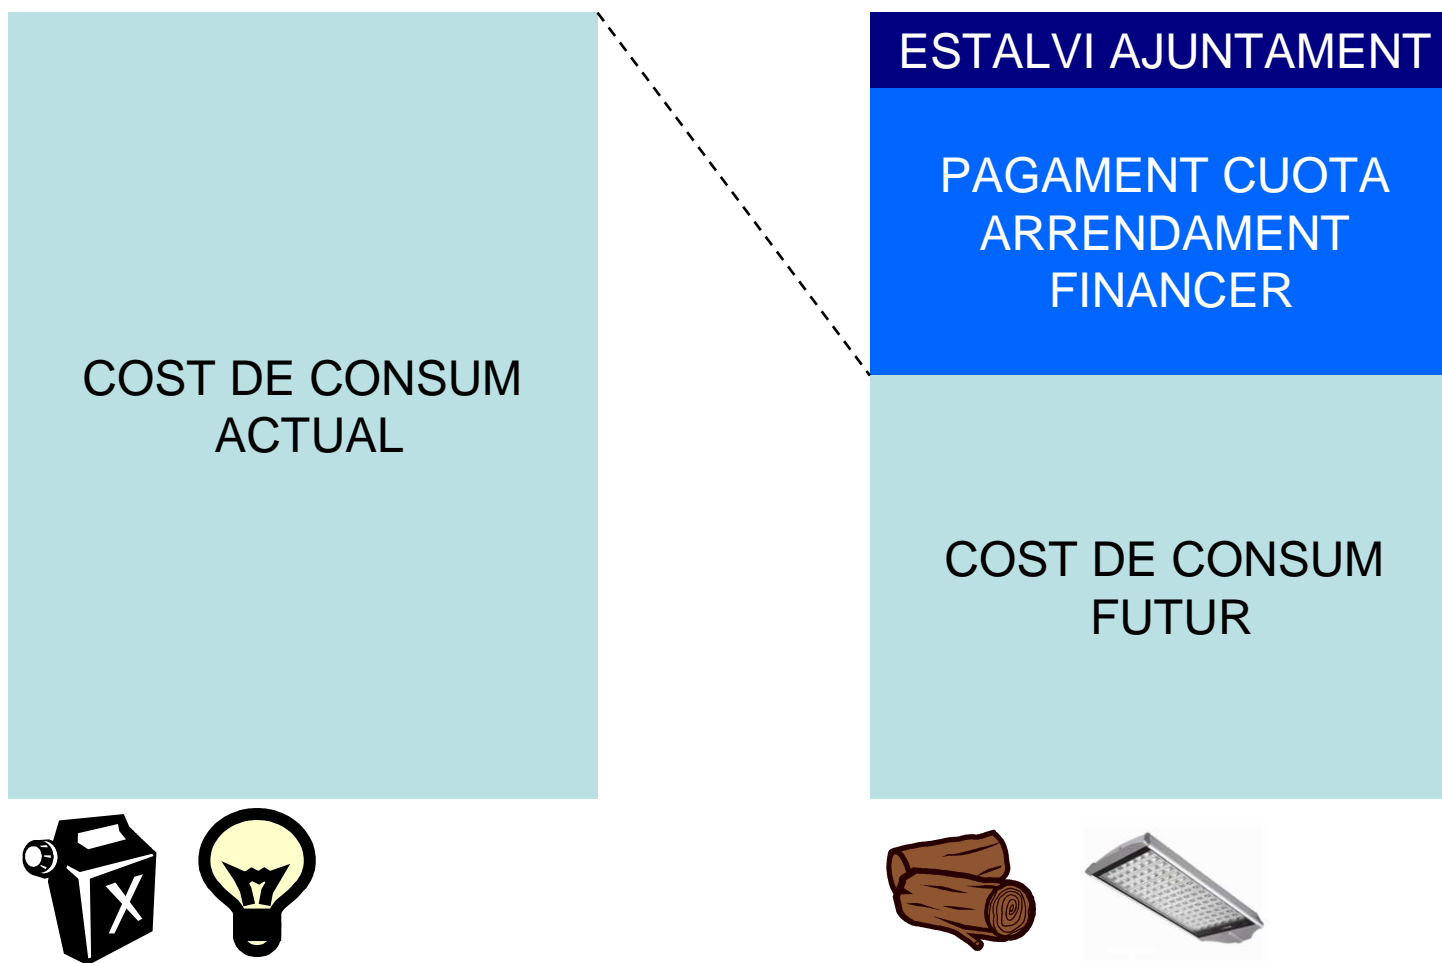 COST DE CONSUM
ACTUAL
ESTALVI AJUNTAMENT
PAGAMENT CUOTA
ARRENDAMENT
FINANCER
COST DE CONSUM
FUTUR
X